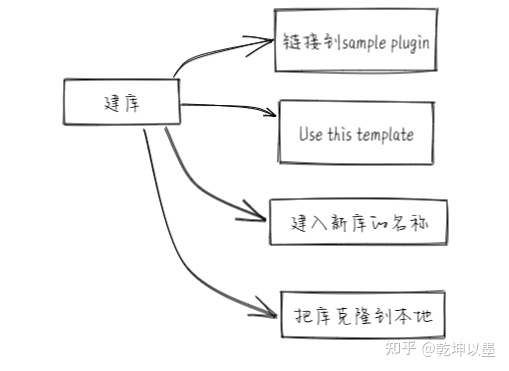 链接到sample plugin
建库
Use this template
建入新库的名称
把库克隆到本地
知乎 @乾坤以墨